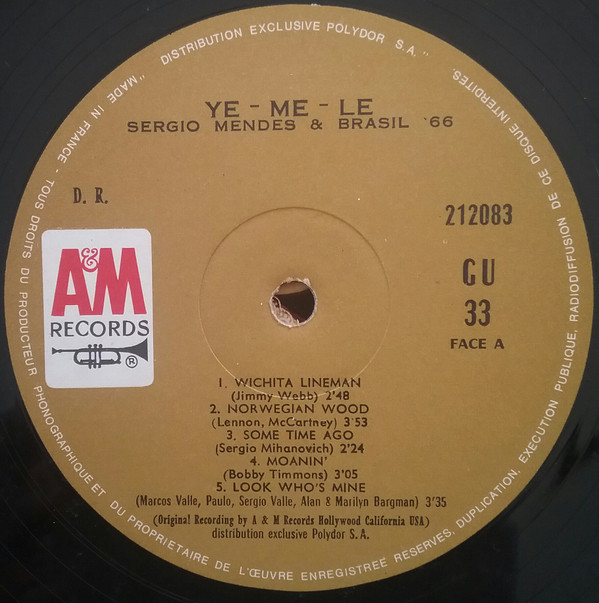 "MADE IN FRANCE - TOUS DROITS DU PRODUCTEUR PHONOGRAPHIQUE ET DU PROPRIETAIRE DE L'ŒUVRE ENREGISTREE RESERVES, DUPLICATION, EXECUTION PUBLIQUE, RADIODIFFUSION DE CE DISQUE INTERDITES.
DISTRIBUTION EXCLUSIVE POLYDOR S.A."
YE - ME - LE
SERGIO MENDES & BRASIL '66
D. R.
212083
A&M
RECORDS
®
GU
33
FACE A
1. WICHITA LINEMAN
(Jimmy Webb) 2'48
2. NORWEGIAN WOOD
(Lennon, McCartney) 3'53
3. SOME TIME AGO
(Sergio Mihanovich) 2'24
4. MOANIN'
(Bobby Timmons) 3'05
5. LOOK WHO'S MINE
(Marcos Valle, Paulo, Sergio Valle, Alan & Marilyn Bargman) 3'35
(Original Recording by A & M Records Hollywood California USA)
distribution exclusive Polydor S.A.